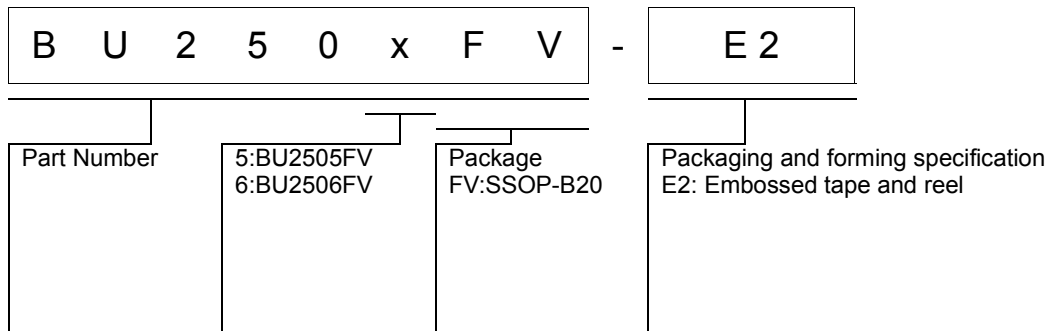 B U 2 5 0 x F V - E 2
Part Number
5:BU2505FV
6:BU2506FV
Package
FV:SSOP-B20
Packaging and forming specification
E2: Embossed tape and reel